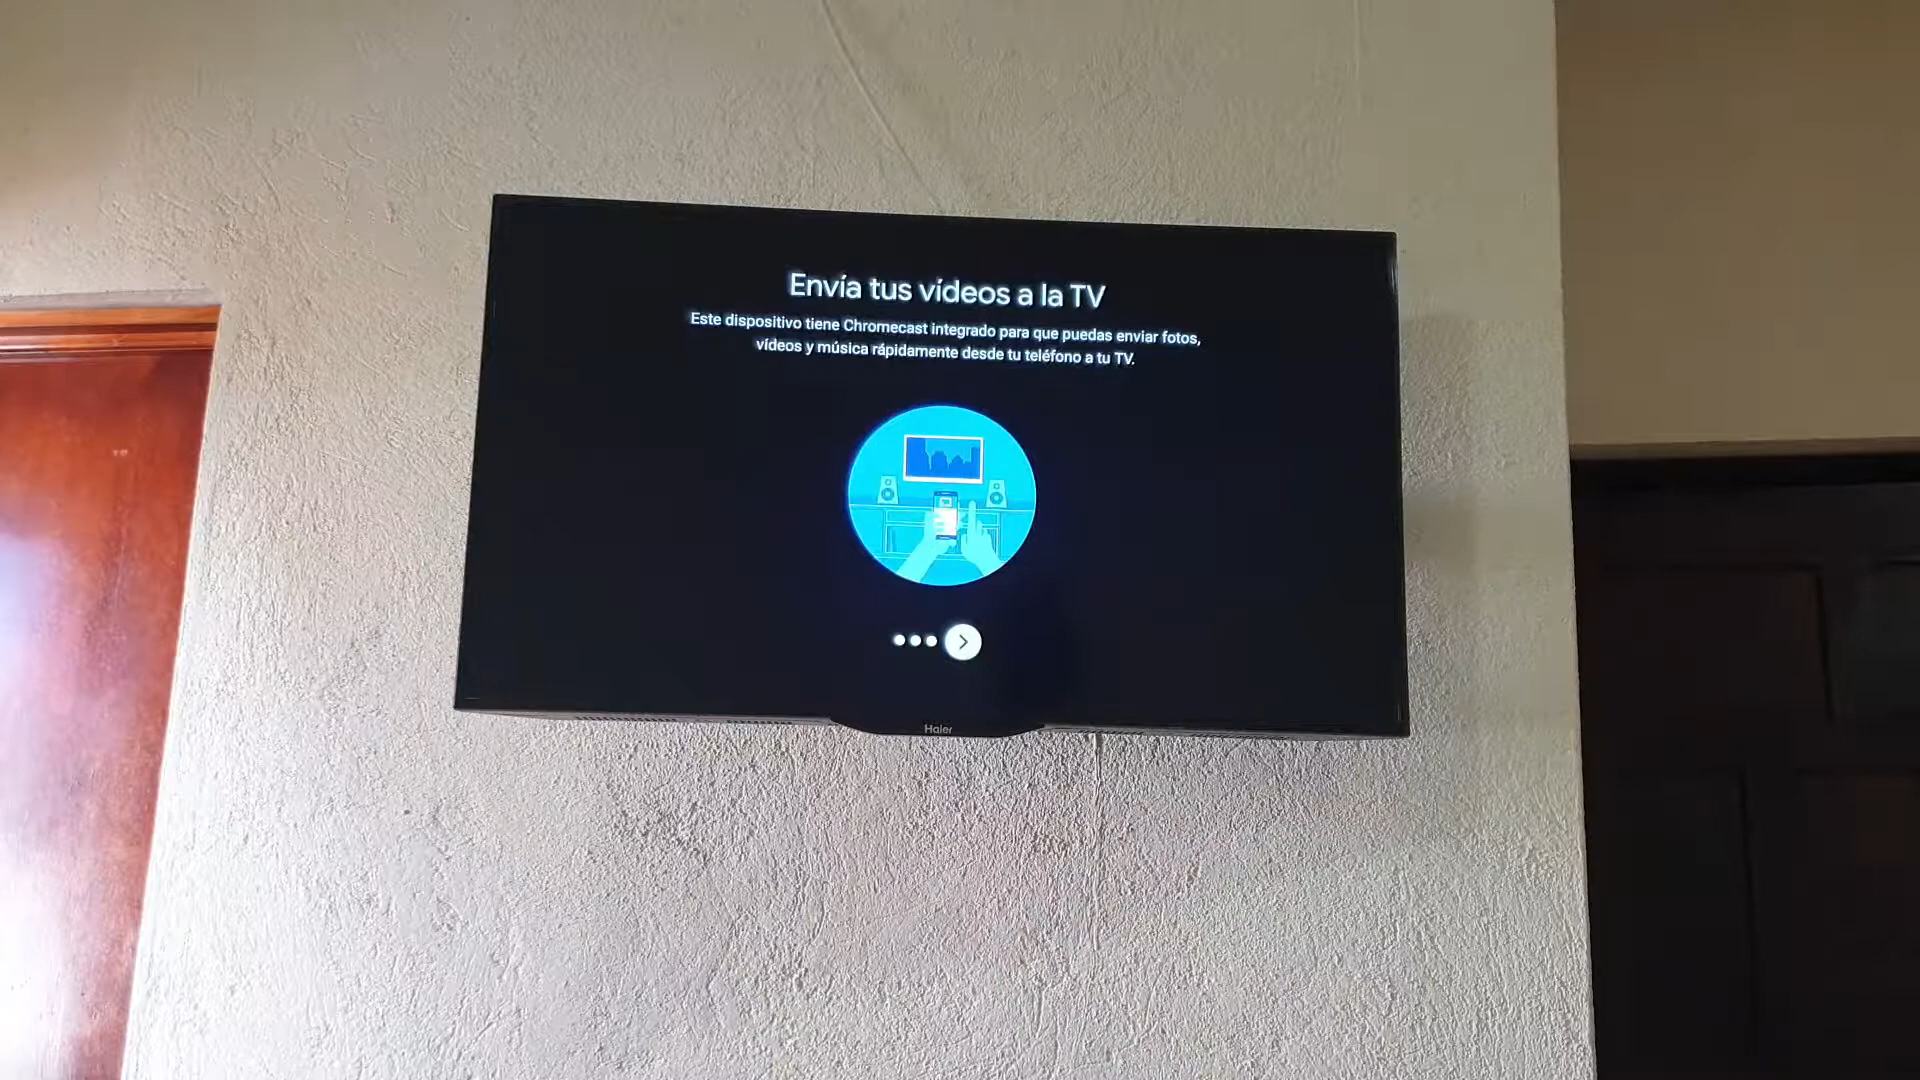 Envía tus vídeos a la TV
Este dispositivo tiene Chromecast integrado para que puedas enviar fotos,
vídeos y música rápidamente desde tu teléfono a tu TV.
Haier